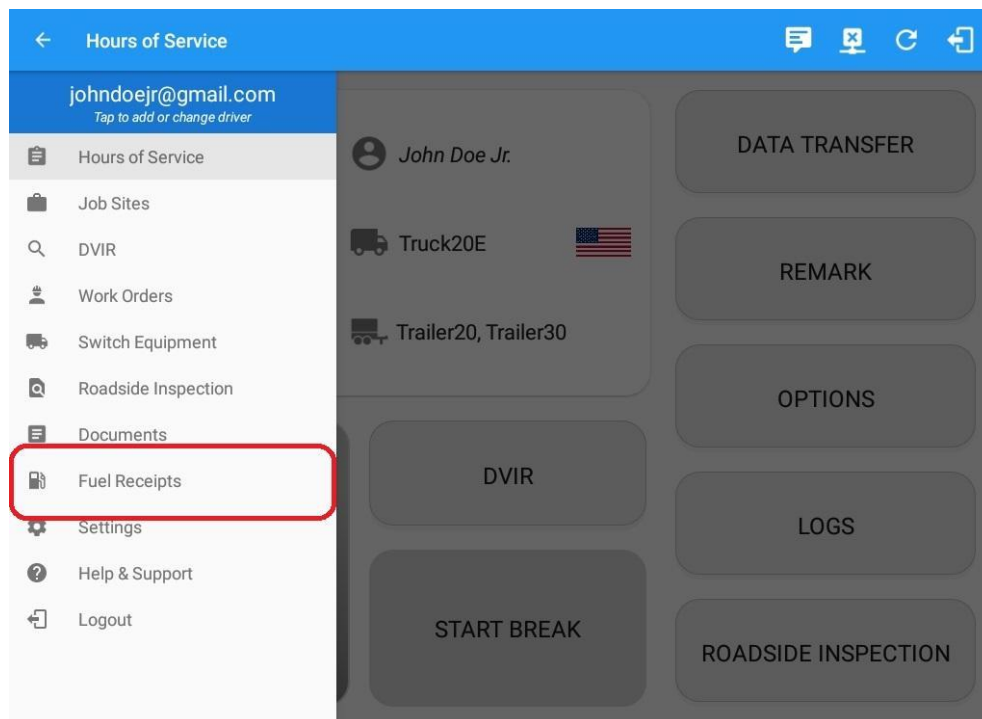 Hours of Service
johndoejr@gmail.com
Tap to add or change driver
Hours of Service
Job Sites
DVIR
Work Orders
Switch Equipment
Roadside Inspection
Documents
Fuel Receipts
Settings
Help & Support
Logout
John Doe Jr.
Truck20E
Trailer20, Trailer30
DVIR
START BREAK
DATA TRANSFER
REMARK
OPTIONS
LOGS
ROADSIDE INSPECTION